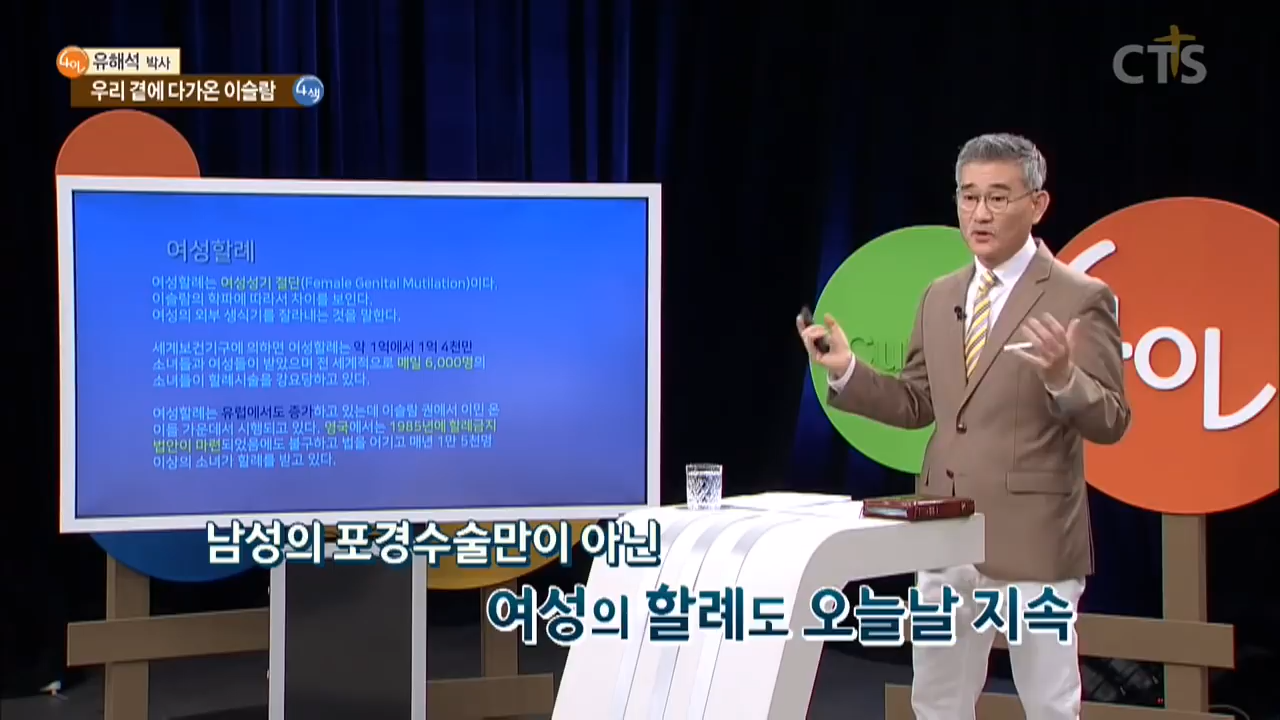 4인
유해석 박사
우리 곁에 다가온 이슬람
4색
CTS
여성할례
여성할례는 여성성기 절단(Female Genital Mutilation)이다.
이슬람의 학파에 따라서 차이를 보인다.
여성의 외부 생식기를 잘라내는 것을 말한다.
세계보건기구에 의하면 여성할례는 약 1억에서 1억 4천만
소녀들과 여성들이 받았으며 전 세계적으로 매일 6,000명의
소녀들이 할례시술을 강요당하고 있다.
여성할례는 유럽에서도 증가하고 있는데 이슬람 권에서 이민 온
이들 가운데서 시행되고 있다. 영국에서는 1985년에 할례금지
법안이 마련되었음에도 불구하고 법을 어기고 매년 1만 5천명
이상의 소녀가 할례를 받고 있다.
남성의 포경수술만이 아닌
여성의 할례도 오늘날 지속